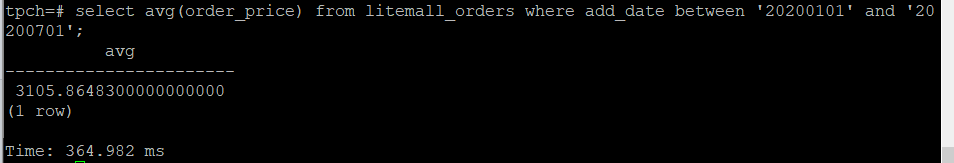 tpch=# select avg(order_price) from litemall_orders where add_date between '20200101' and '20
200701';
avg
-----------------------
3105.8648300000000000
(1 row)
Time: 364.982 ms